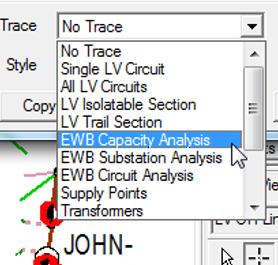 Trace No Trace
No Trace
Style Single LV Circuit
All LV Circuits
LV Isolatable Section
Copy LV Trail Section
EWB Capacity Analysis
EWB Substation Analysis
EWB Circuit Analysis
Supply Points
Transformers
JOHN-